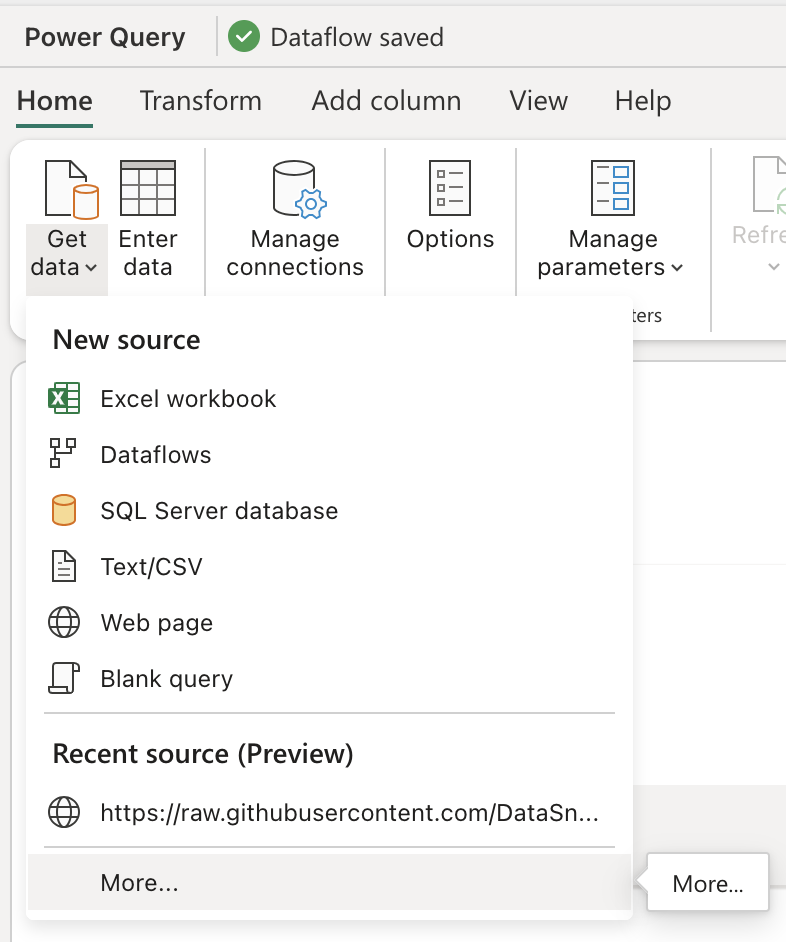 Power Query
Dataflow saved
Home Transform Add column View Help
Get data
Enter data
Manage connections
Options
Manage parameters
Refre
ters
New source
Excel workbook
Dataflows
SQL Server database
Text/CSV
Web page
Blank query
Recent source (Preview)
https://raw.githubusercontent.com/DataSn...
More...
More...